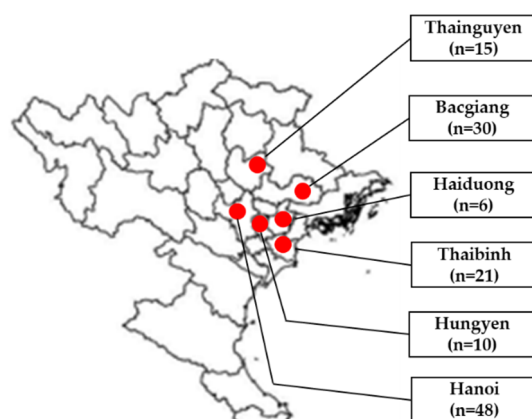 Thainguyen
(n=15)
Bacgiang
(n=30)
Haiduong
(n=6)
Thaibinh
(n=21)
Hungyen
(n=10)
Hanoi
(n=48)